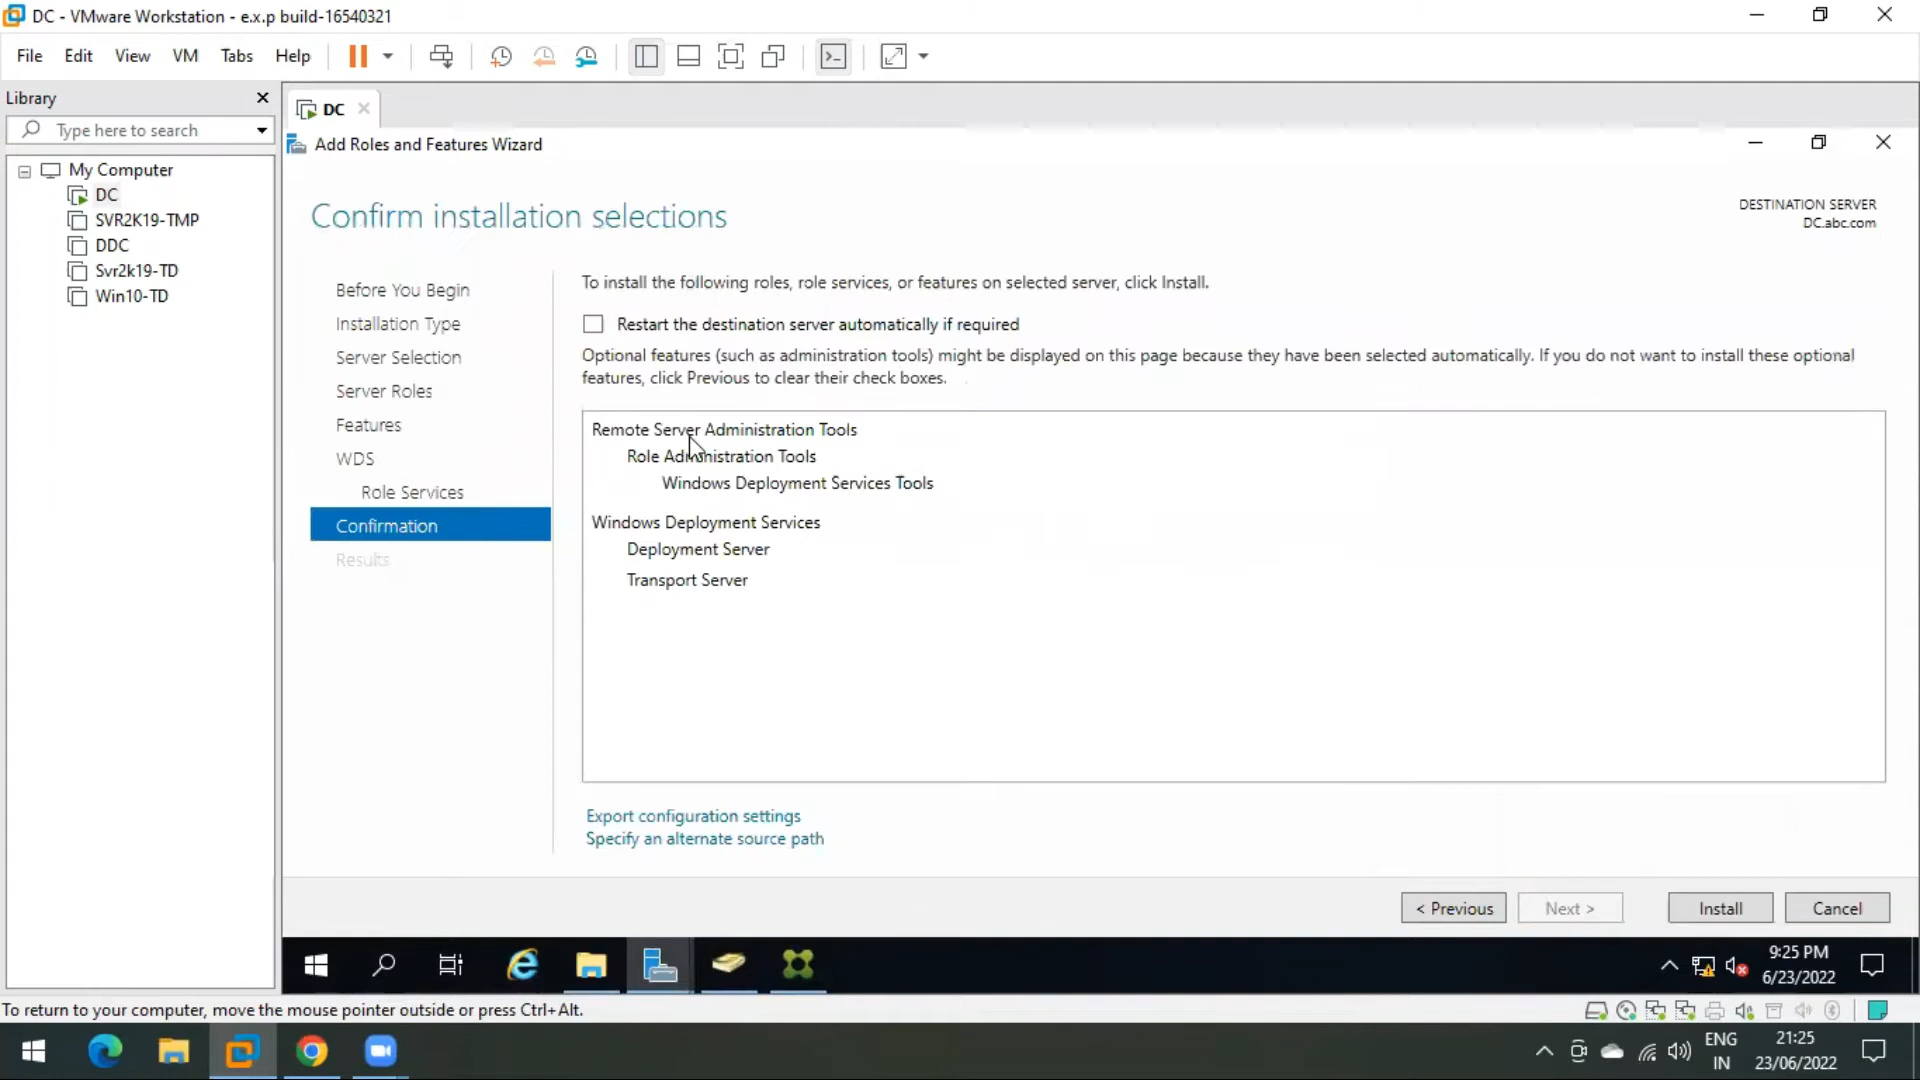 DC - VMware Workstation - e.x.p build-16540321
File Edit View VM Tabs Help
Library
Type here to search
My Computer
DC
SVR2K19-TMP
DDC
Svr2k19-TD
Win10-TD
DC
Add Roles and Features Wizard
Confirm installation selections
DESTINATION SERVER
DC.abc.com
Before You Begin
Installation Type
Server Selection
Server Roles
Features
WDS
Role Services
Confirmation
Results
To install the following roles, role services, or features on selected server, click Install.
Restart the destination server automatically if required
Optional features (such as administration tools) might be displayed on this page because they have been selected automatically. If you do not want to install these optional
features, click Previous to clear their check boxes.
Remote Server Administration Tools
Role Administration Tools
Windows Deployment Services Tools
Windows Deployment Services
Deployment Server
Transport Server
Export configuration settings
Specify an alternate source path
< Previous Next > Install Cancel
9:25 PM
6/23/2022
To return to your computer, move the mouse pointer outside or press Ctrl+Alt.
ENG
IN
21:25
23/06/2022